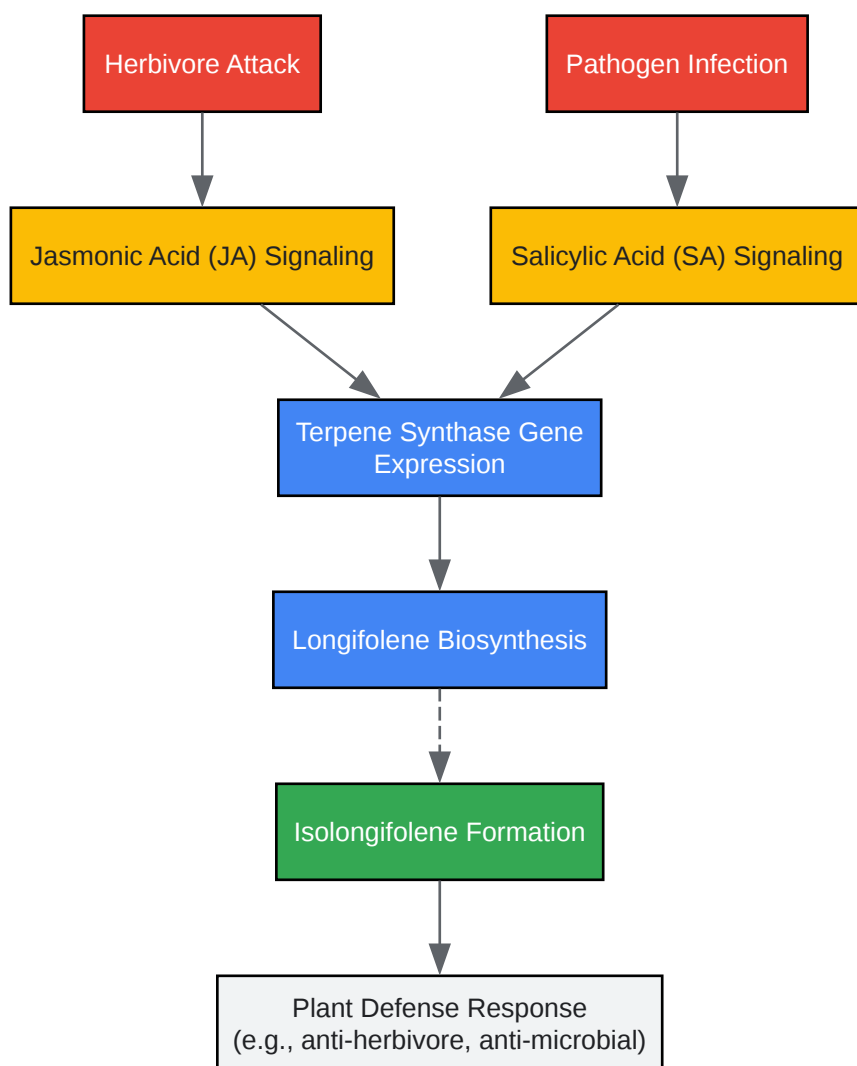 Herbivore Attack
Pathogen Infection
Jasmonic Acid (JA) Signaling
Salicylic Acid (SA) Signaling
Terpene Synthase Gene
Expression
Longifolene Biosynthesis
Isolongifolene Formation
Plant Defense Response
(e.g., anti-herbivore, anti-microbial)